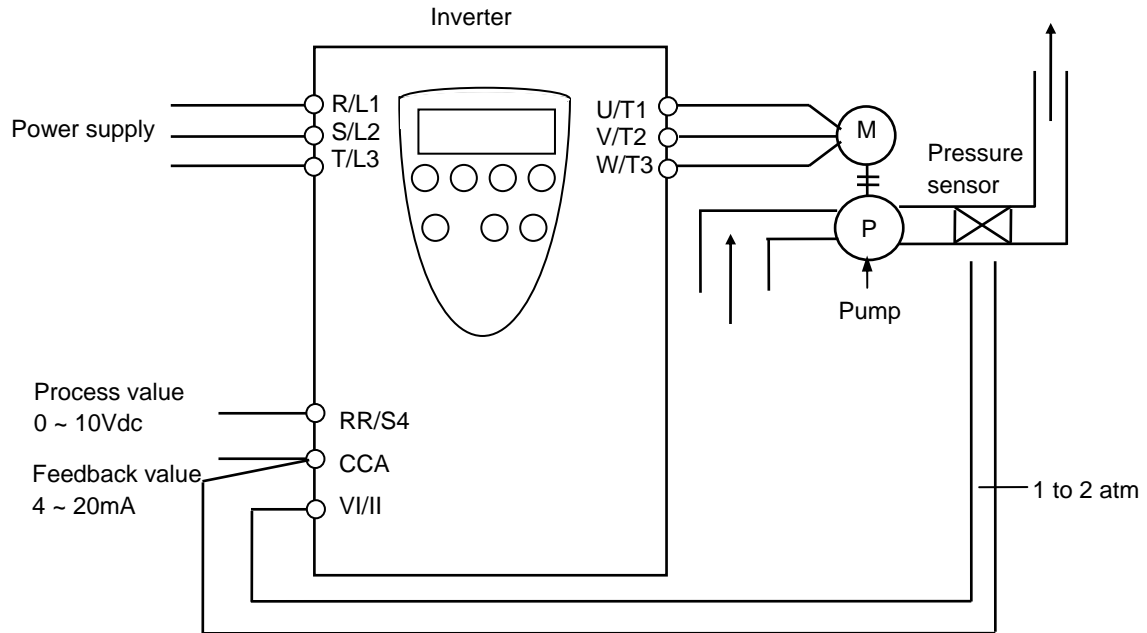 Inverter
R/L1
Power supply
S/L2
T/L3
U/T1
V/T2
W/T3
M
Pressure
sensor
P
Pump
Process value
0 ~ 10Vdc
RR/S4
CCA
Feedback value
4 ~ 20mA
VI/II
1 to 2 atm